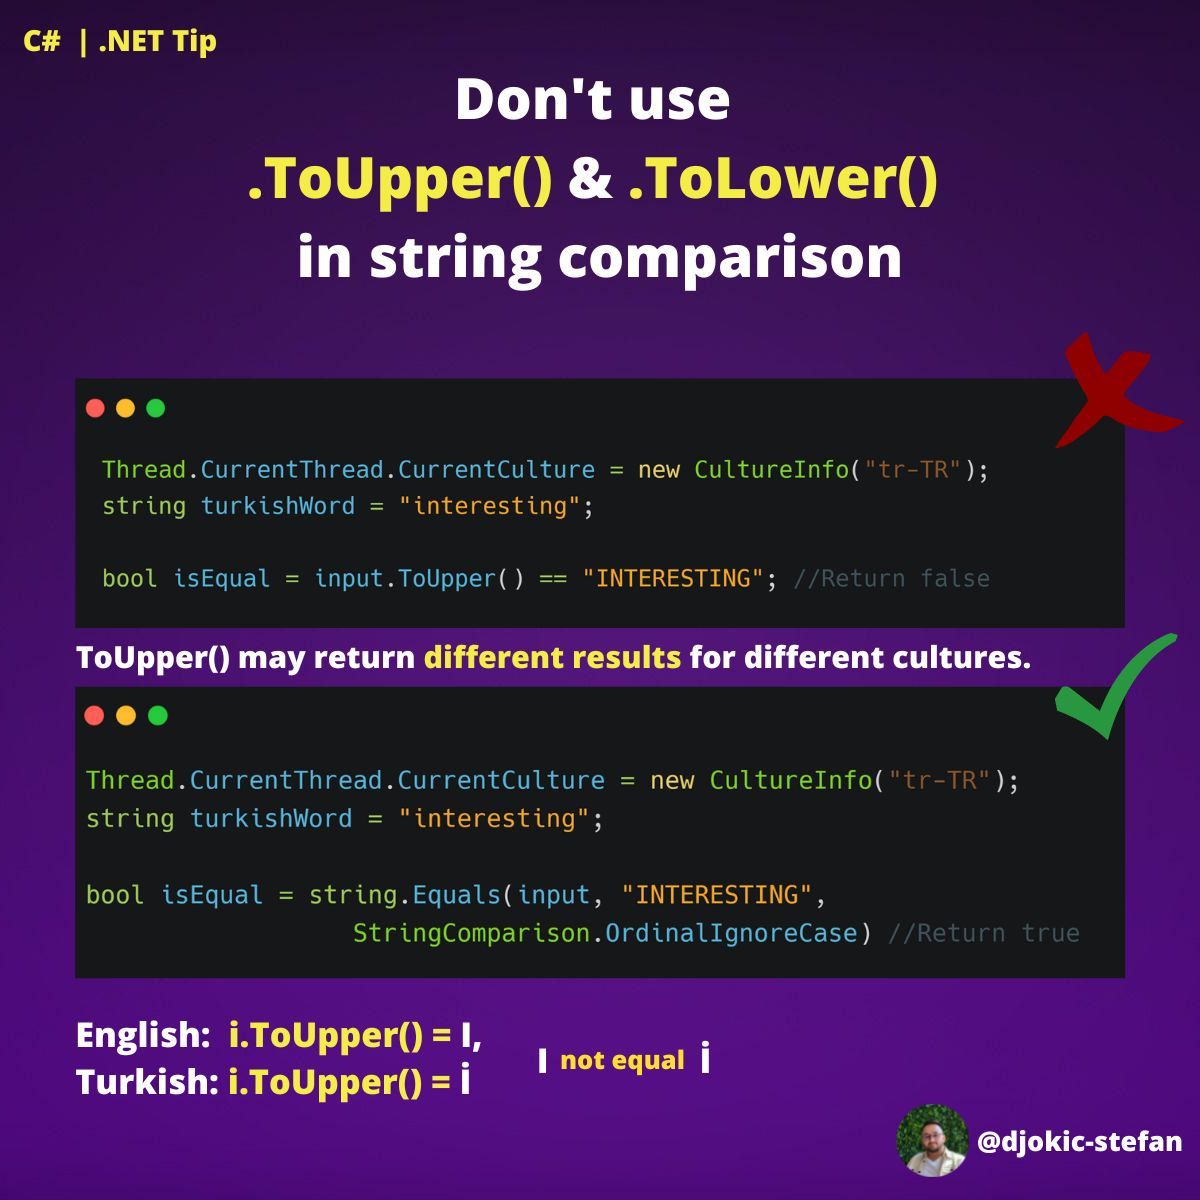 C# | .NET Tip
Don't use
.ToUpper() & .ToLower()
in string comparison
Thread.CurrentThread.CurrentCulture = new CultureInfo("tr-TR");
string turkishWord = "interesting";
bool isEqual = input.ToUpper() == "INTERESTING"; //Return false
ToUpper() may return different results for different cultures.
Thread.CurrentThread.CurrentCulture = new CultureInfo("tr-TR");
string turkishWord = "interesting";
bool isEqual = string.Equals(input, "INTERESTING",
StringComparison.OrdinalIgnoreCase) //Return true
English: i.ToUpper() = I,
Turkish: i.ToUpper() = İ
I not equal İ
@djokic-stefan